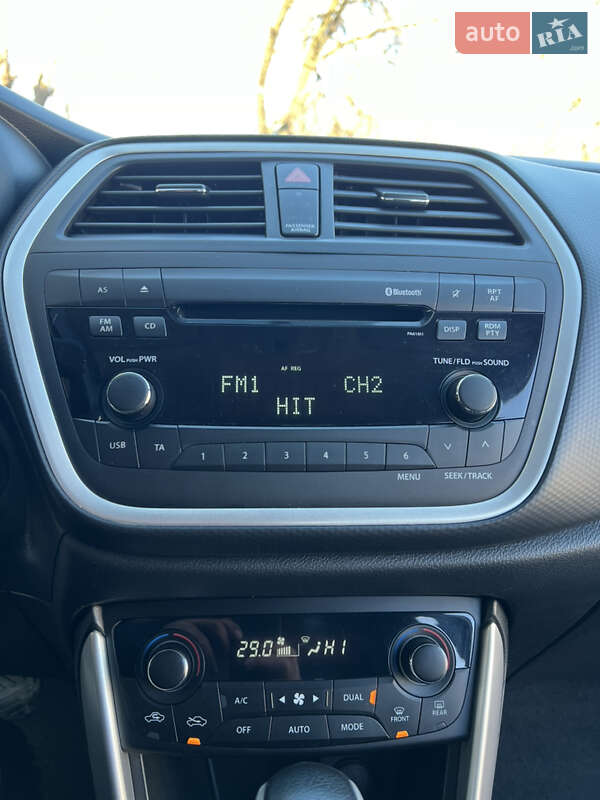 auto RIA.com
PASSENGER
AIRBAG
AS
Bluetooth
RPT
AF
FM
AM
CD
DISP
RDM
PTY
VOL PUSH PWR
TUNE/FLD PUSH SOUND
AF REG
FM1 CH2
HIT
USB
TA
1 2 3 4 5 6
MENU
SEEK/TRACK
29.0 HI
A/C
DUAL
FRONT
REAR
OFF
AUTO
MODE